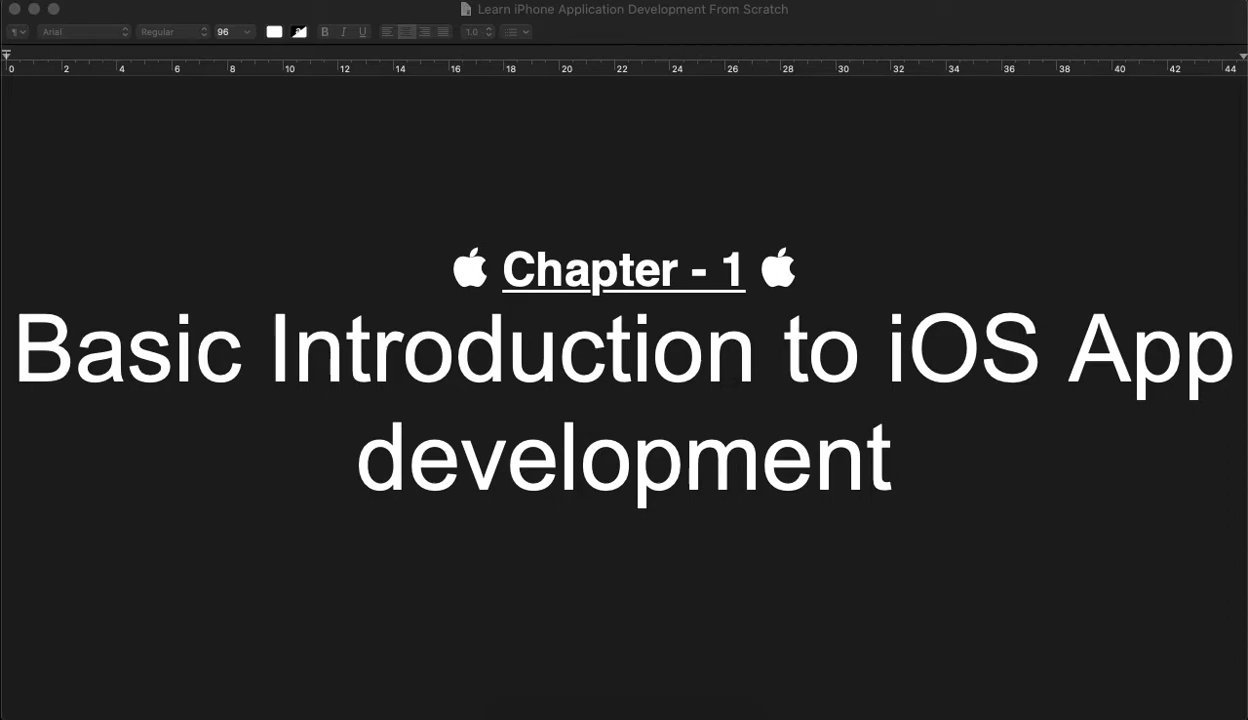 Learn iPhone Application Development From Scratch
¶ Arial Regular 96 a B I U 1.0
0 2 4 6 8 10 12 14 16 18 20 22 24 26 28 30 32 34 36 38 40 42 44
Chapter - 1
Basic Introduction to iOS App
development